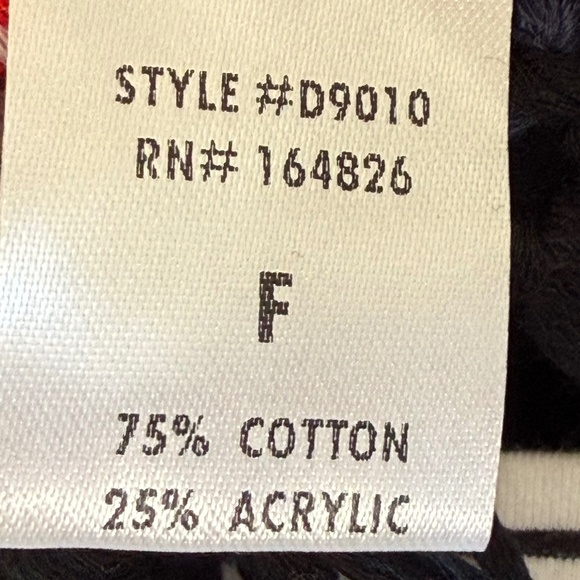 STYLE #D9010
RN# 164826
F
75% COTTON
25% ACRYLIC